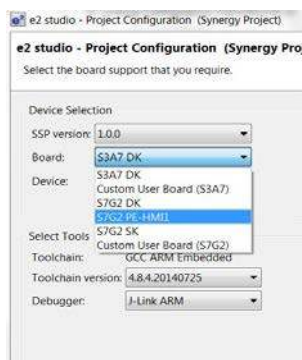 e2 studio - Project Configuration (Synergy Project)
e2 studio - Project Configuration (Synergy Pro
Select the board support that you require.
Device Selection
SSP version: 1.0.0
Board: S3A7 DK
Device: S3A7 DK
Custom User Board (S3A7)
S7G2 DK
S7G2 PE-HMI1
S7G2 SK
Custom User Board (S7G2)
Select Tools
Toolchain: GCC ARM Embedded
Toolchain version: 4.8.4.20140725
Debugger: J-Link ARM